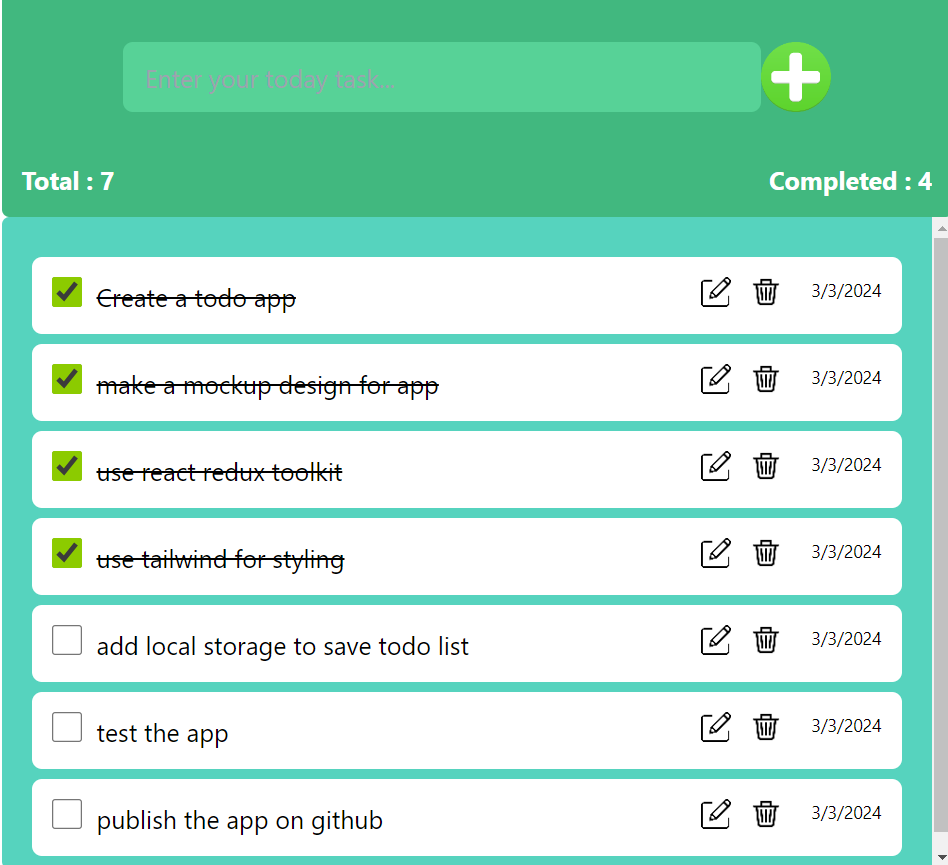 Enter your today task...
Total : 7
Completed : 4
Create a todo app 3/3/2024
make a mockup design for app 3/3/2024
use react redux toolkit 3/3/2024
use tailwind for styling 3/3/2024
add local storage to save todo list 3/3/2024
test the app 3/3/2024
publish the app on github 3/3/2024